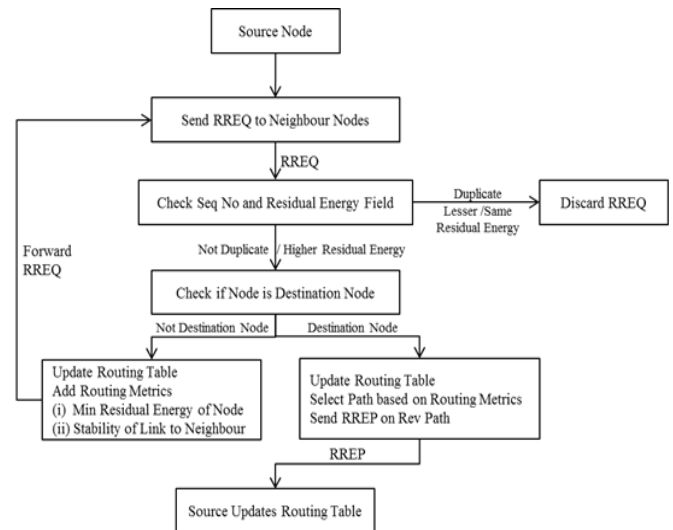 Source Node
Send RREQ to Neighbour Nodes
RREQ
Check Seq No and Residual Energy Field
Duplicate
Lesser /Same
Residual Energy
Discard RREQ
Not Duplicate / Higher Residual Energy
Forward
RREQ
Check if Node is Destination Node
Not Destination Node
Destination Node
Update Routing Table
Add Routing Metrics
(i) Min Residual Energy of Node
(ii) Stability of Link to Neighbour
Update Routing Table
Select Path based on Routing Metrics
Send RREP on Rev Path
RREP
Source Updates Routing Table